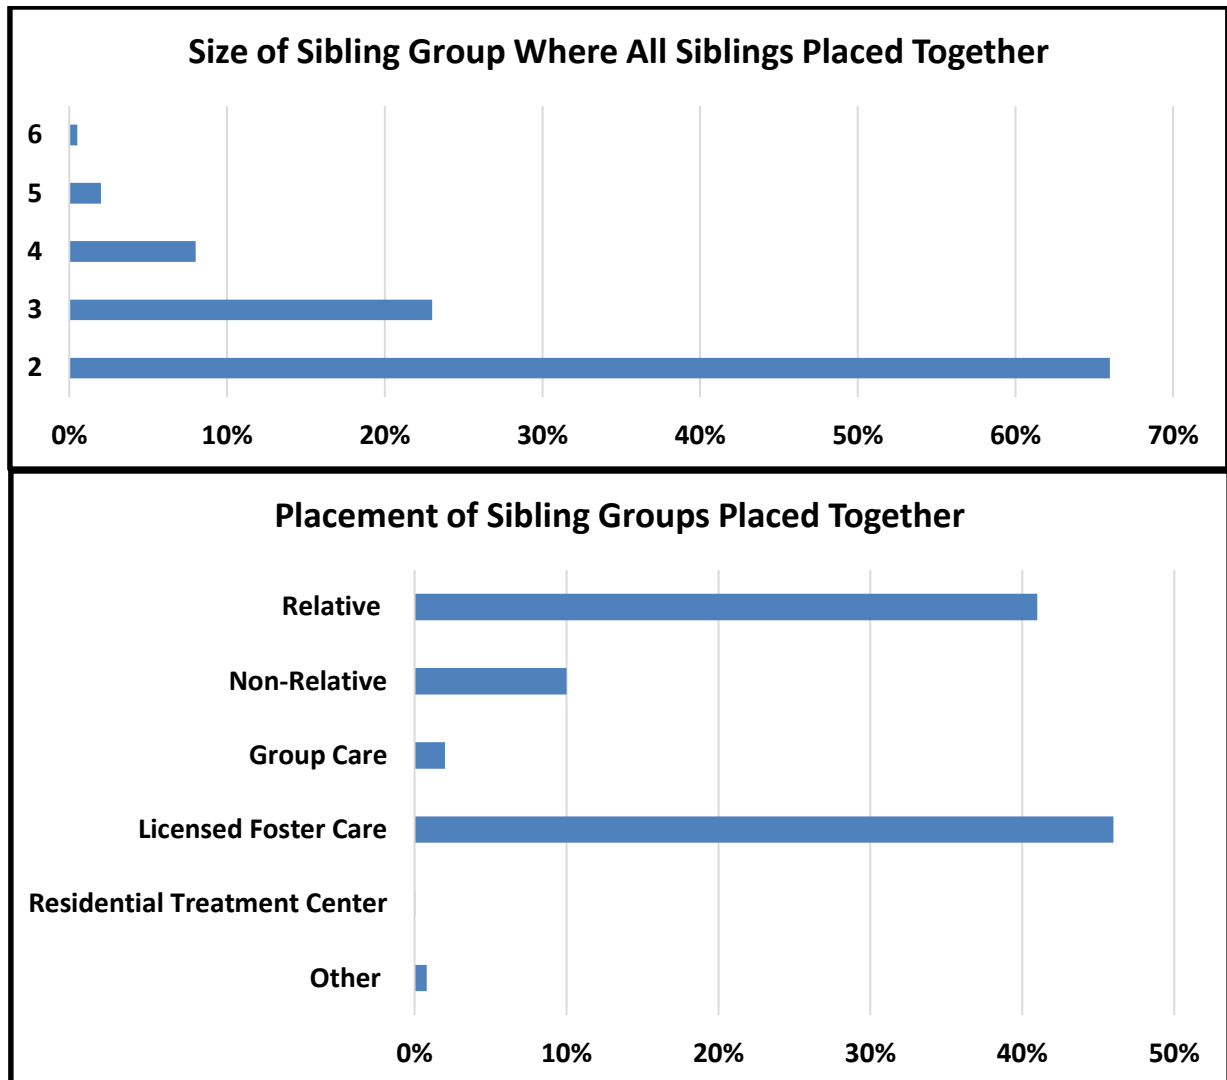 Size of Sibling Group Where All Siblings Placed Together
6
5
4
3
2
0% 10% 20% 30% 40% 50% 60% 70%
Placement of Sibling Groups Placed Together
Relative
Non-Relative
Group Care
Licensed Foster Care
Residential Treatment Center
Other
0% 10% 20% 30% 40% 50%